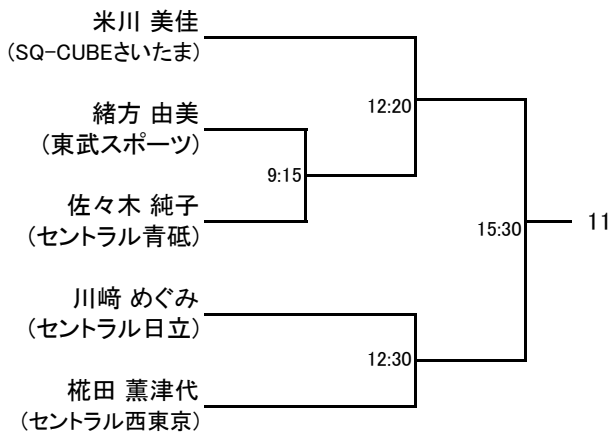 米川 美佳
(SQ-CUBEさいたま)
12:20
緒方 由美
(東武スポーツ)
9:15
佐々木 純子
(セントラル青砥)
15:30
11
川﨑 めぐみ
(セントラル日立)
12:30
椛田 薫津代
(セントラル西東京)